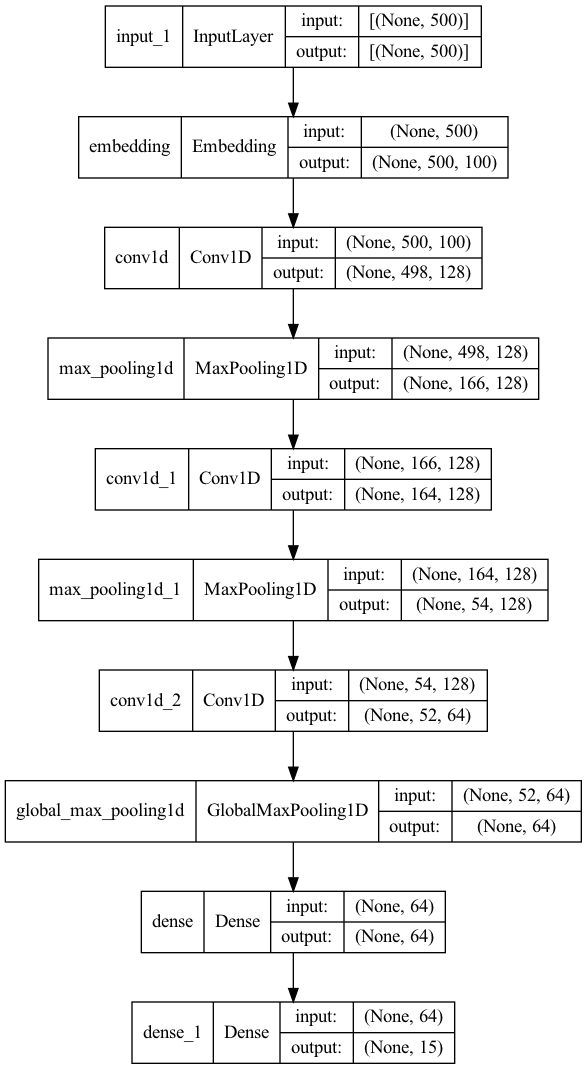 input_1 InputLayer input: [(None, 500)]
output: [(None, 500)]
embedding Embedding input: (None, 500)
output: (None, 500, 100)
conv1d Conv1D input: (None, 500, 100)
output: (None, 498, 128)
max_pooling1d MaxPooling1D input: (None, 498, 128)
output: (None, 166, 128)
conv1d_1 Conv1D input: (None, 166, 128)
output: (None, 164, 128)
max_pooling1d_1 MaxPooling1D input: (None, 164, 128)
output: (None, 54, 128)
conv1d_2 Conv1D input: (None, 54, 128)
output: (None, 52, 64)
global_max_pooling1d GlobalMaxPooling1D input: (None, 52, 64)
output: (None, 64)
dense Dense input: (None, 64)
output: (None, 64)
dense_1 Dense input: (None, 64)
output: (None, 15)